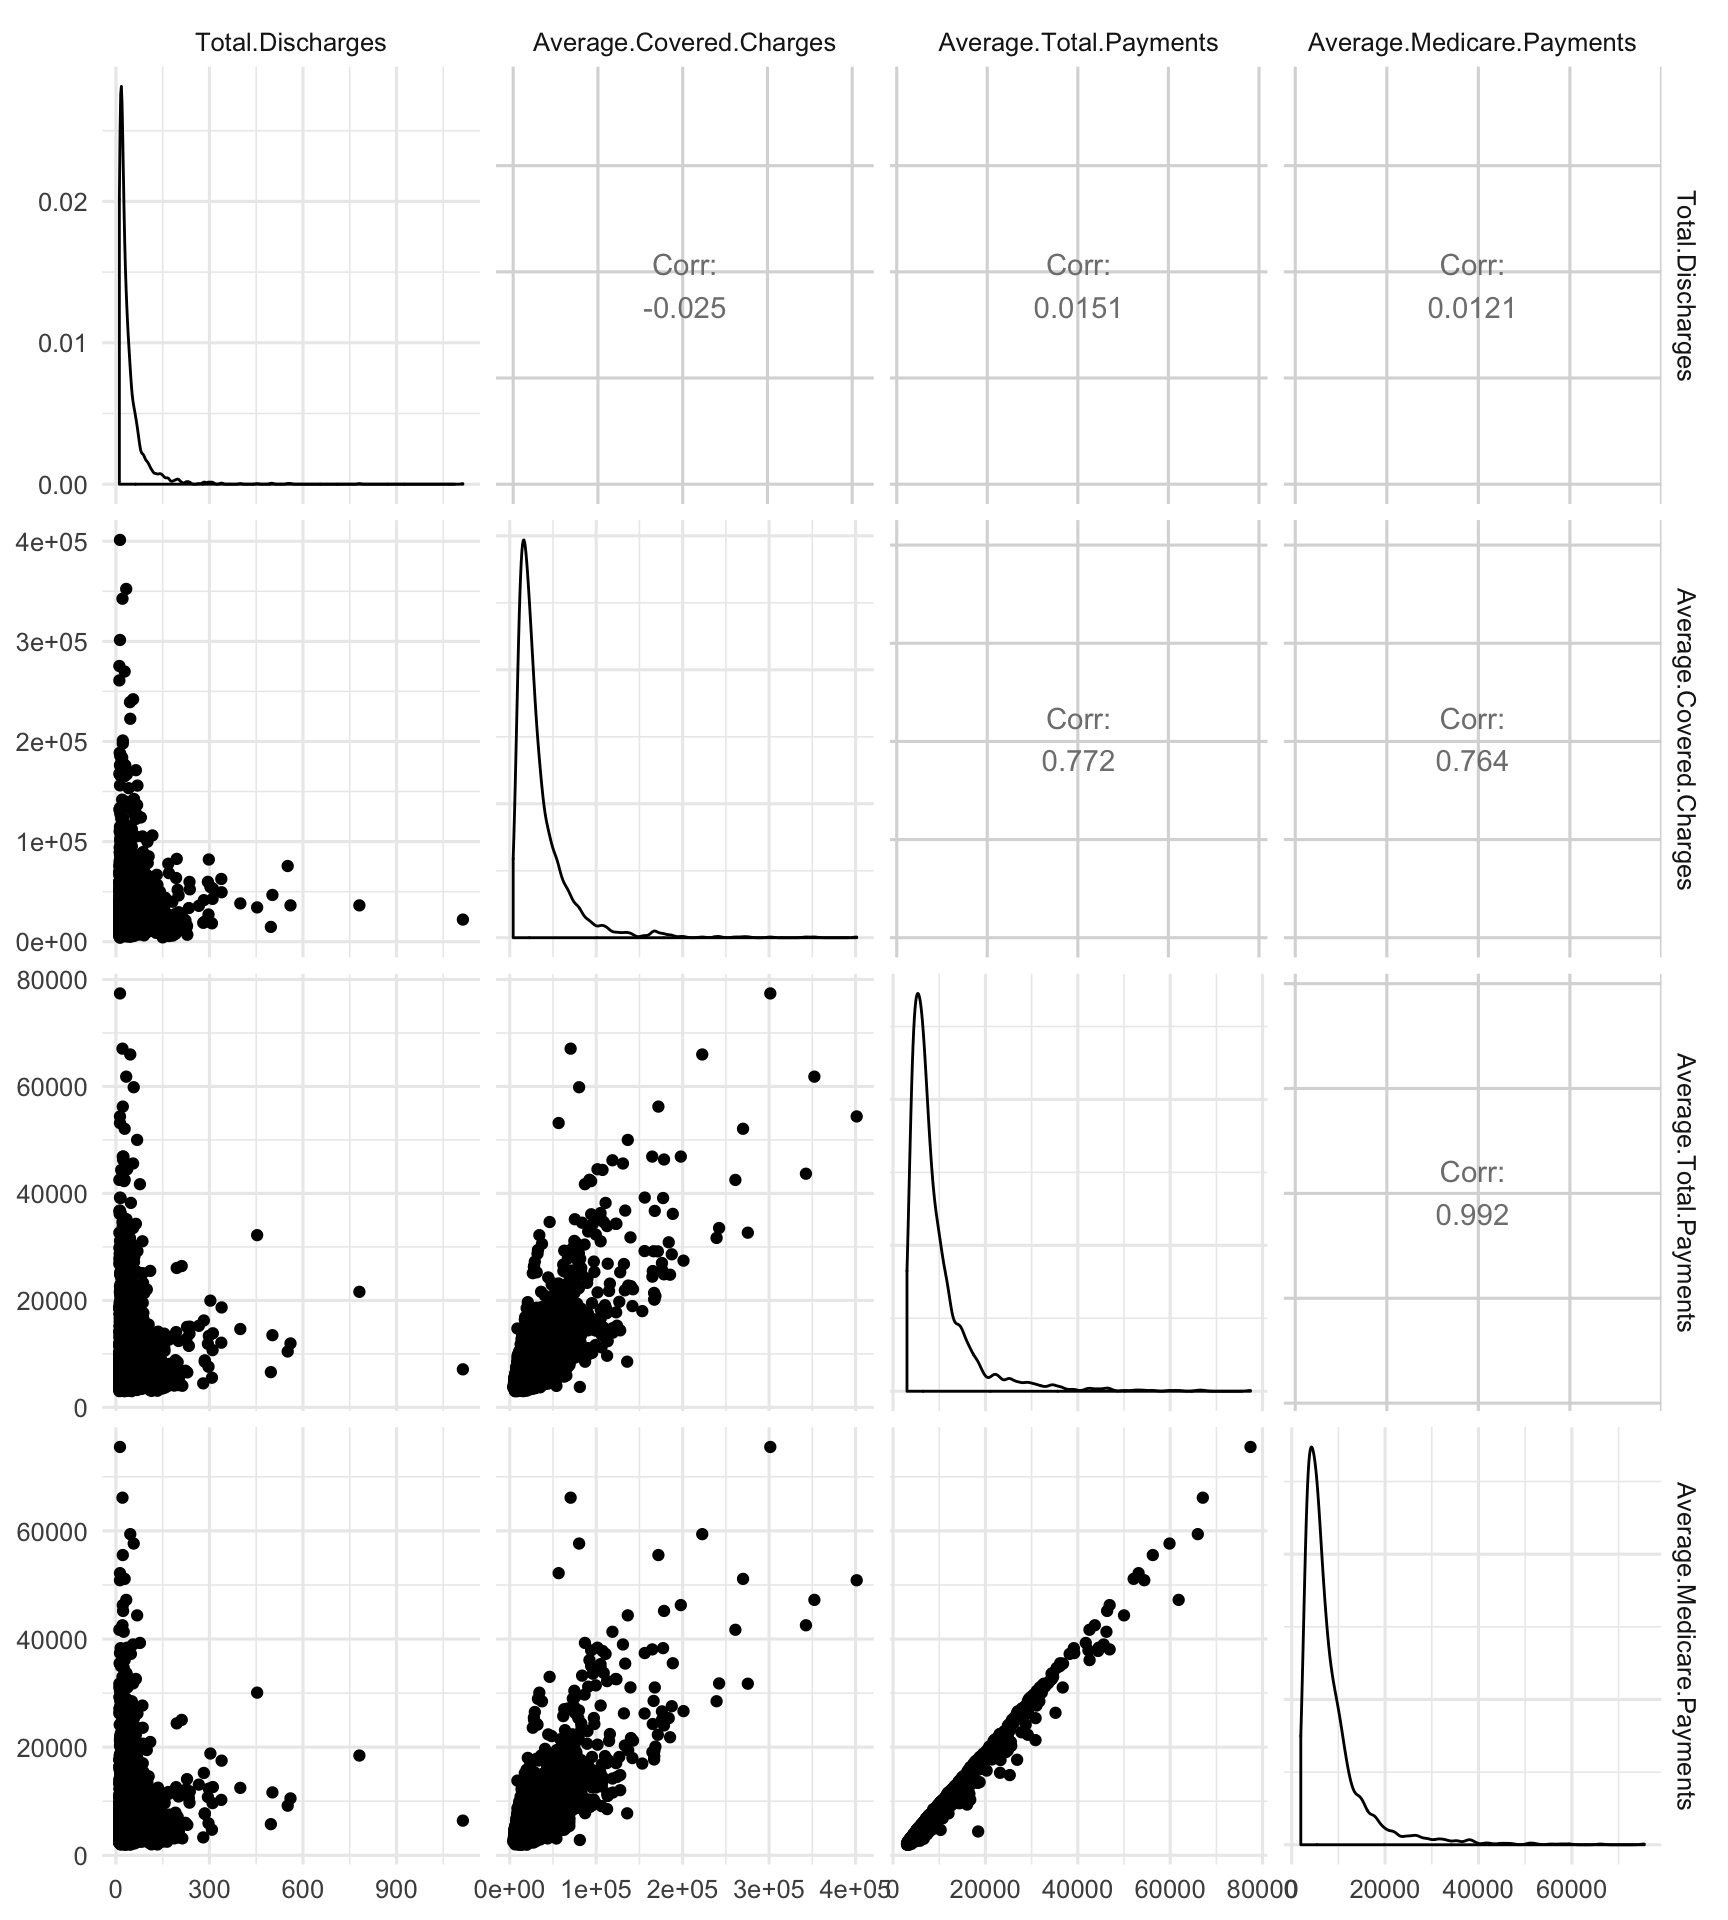 Total.Discharges
Average.Covered.Charges
Average.Total.Payments
Average.Medicare.Payments
0.02
0.01
0.00
Corr:
-0.025
Corr:
0.0151
Corr:
0.0121
Total.Discharges
4e+05
3e+05
2e+05
1e+05
0e+00
Corr:
0.772
Corr:
0.764
Average.Covered.Charges
80000
60000
40000
20000
0
Corr:
0.992
Average.Total.Payments
60000
40000
20000
0
Average.Medicare.Payments
0 300 600 900
0e+00 1e+05 2e+05 3e+05 4e+05
0 20000 40000 60000 80000
0 20000 40000 60000